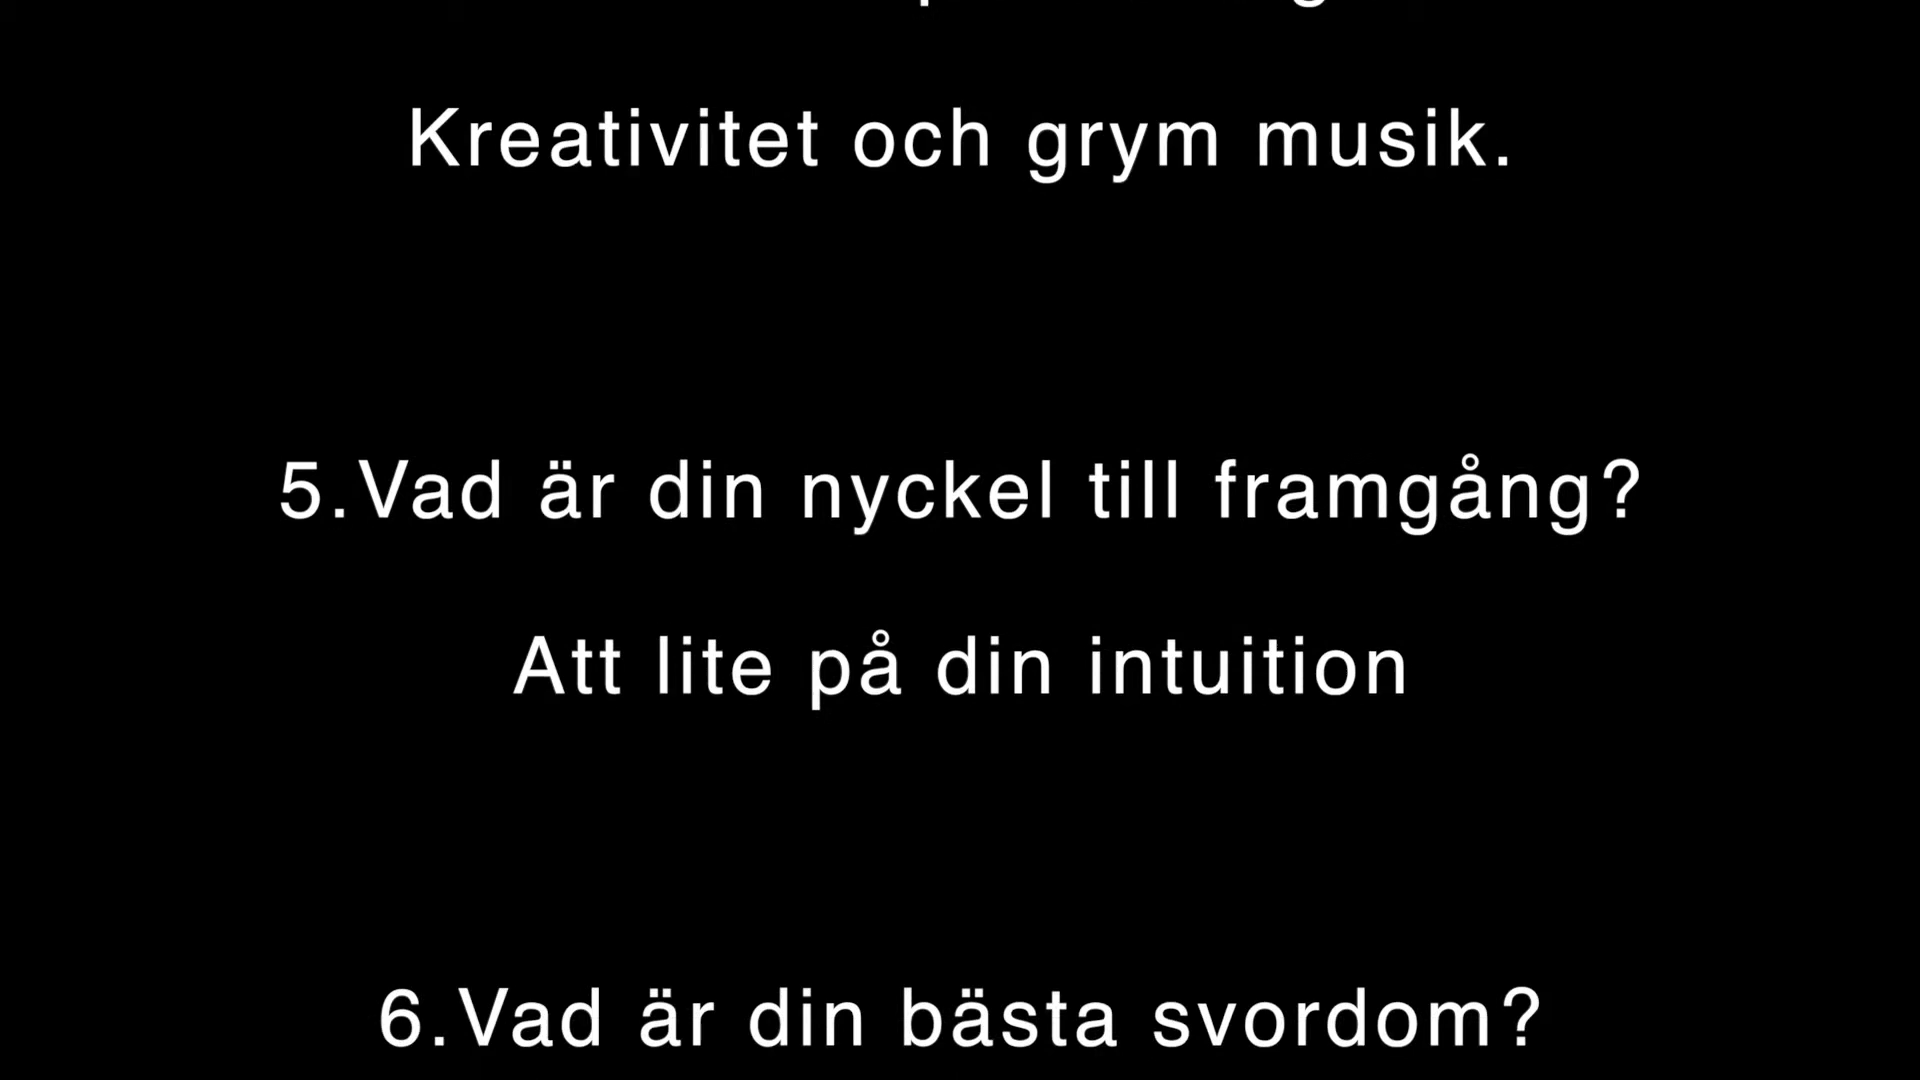 Kreativitet och grym musik.
5.Vad är din nyckel till framgång?
Att lite på din intuition
6.Vad är din bästa svordom?